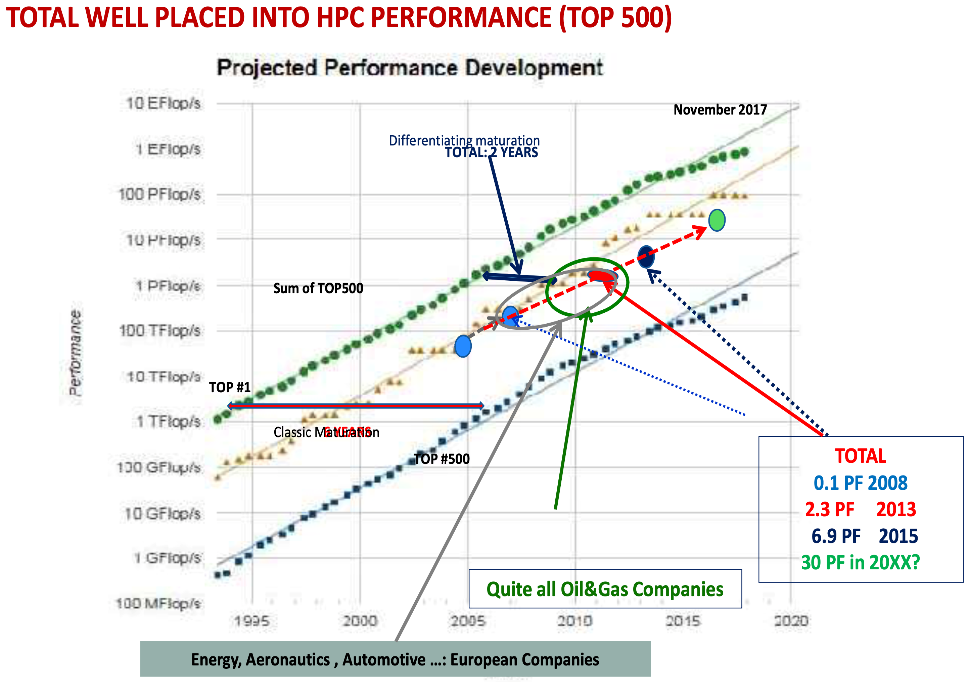 TOTAL WELL PLACED INTO HPC PERFORMANCE (TOP 500)
Projected Performance Development
10 EFlop/s
November 2017
Differentiating maturation
TOTAL: 2 YEARS
1 EFlop/s
100 PFlop/s
10 PFlop/s
1 PFlop/s
Sum of TOP500
100 TFlop/s
Performance
10 TFlop/s
TOP #1
1 TFlop/s
Classic Maturation
YEARS
TOP #500
100 GFlop/s
10 GFlop/s
1 GFlop/s
100 MFlop/s
TOTAL
0.1 PF 2008
2.3 PF 2013
6.9 PF 2015
30 PF in 20XX?
Quite all Oil&Gas Companies
1995 2000 2005 2010 2015 2020
Energy, Aeronautics , Automotive ...: European Companies